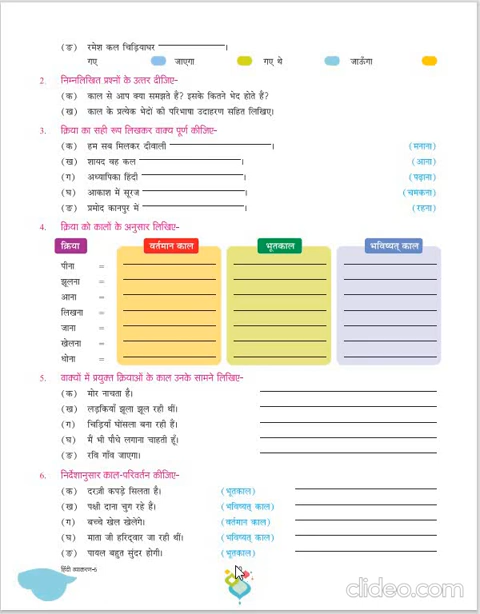 (ङ) रमेश कल चिड़ियाघर ____________ ।
गए जाएगा गए थे जाऊँगा
2. निम्नलिखित प्रश्नों के उत्तर दीजिए-
(क) काल से आप क्या समझते हैं? इसके कितने भेद होते हैं?
(ख) काल के प्रत्येक भेदों को परिभाषा उदाहरण सहित लिखिए।
3. क्रिया का सही रूप लिखकर वाक्य पूर्ण कीजिए-
(क) हम सब मिलकर दीवाली ____________ । (मनाना)
(ख) शायद वह कल ____________ । (आना)
(ग) अध्यापिका हिंदी ____________ । (पढ़ाना)
(घ) आकाश में सूरज ____________ । (चमकना)
(ङ) प्रमोद कानपुर में ____________ । (रहना)
4. क्रिया को कालों के अनुसार लिखिए-
क्रिया वर्तमान काल भूतकाल भविष्यत् काल
पीना =
झूलना =
आना =
लिखना =
जाना =
खेलना =
धोना =
5. वाक्यों में प्रयुक्त क्रियाओं के काल उनके सामने लिखिए-
(क) मोर नाचता है।
(ख) लड़कियाँ झूला झूल रही थीं।
(ग) चिड़ियाँ घोंसला बना रही हैं।
(घ) मैं भी पौधे लगाना चाहती हूँ।
(ङ) रवि गाँव जाएगा।
6. निर्देशानुसार काल-परिवर्तन कीजिए-
(क) दरज़ी कपड़े सिलता है। (भूतकाल)
(ख) पक्षी दाना चुग रहे हैं। (भविष्यत् काल)
(ग) बच्चे खेल खेलेंगे। (वर्तमान काल)
(घ) माता जी हरिद्वार जा रही थीं। (भविष्यत् काल)
(ङ) पायल बहुत सुंदर होगी। (भूतकाल)
हिंदी व्याकरण-6
clideo.com